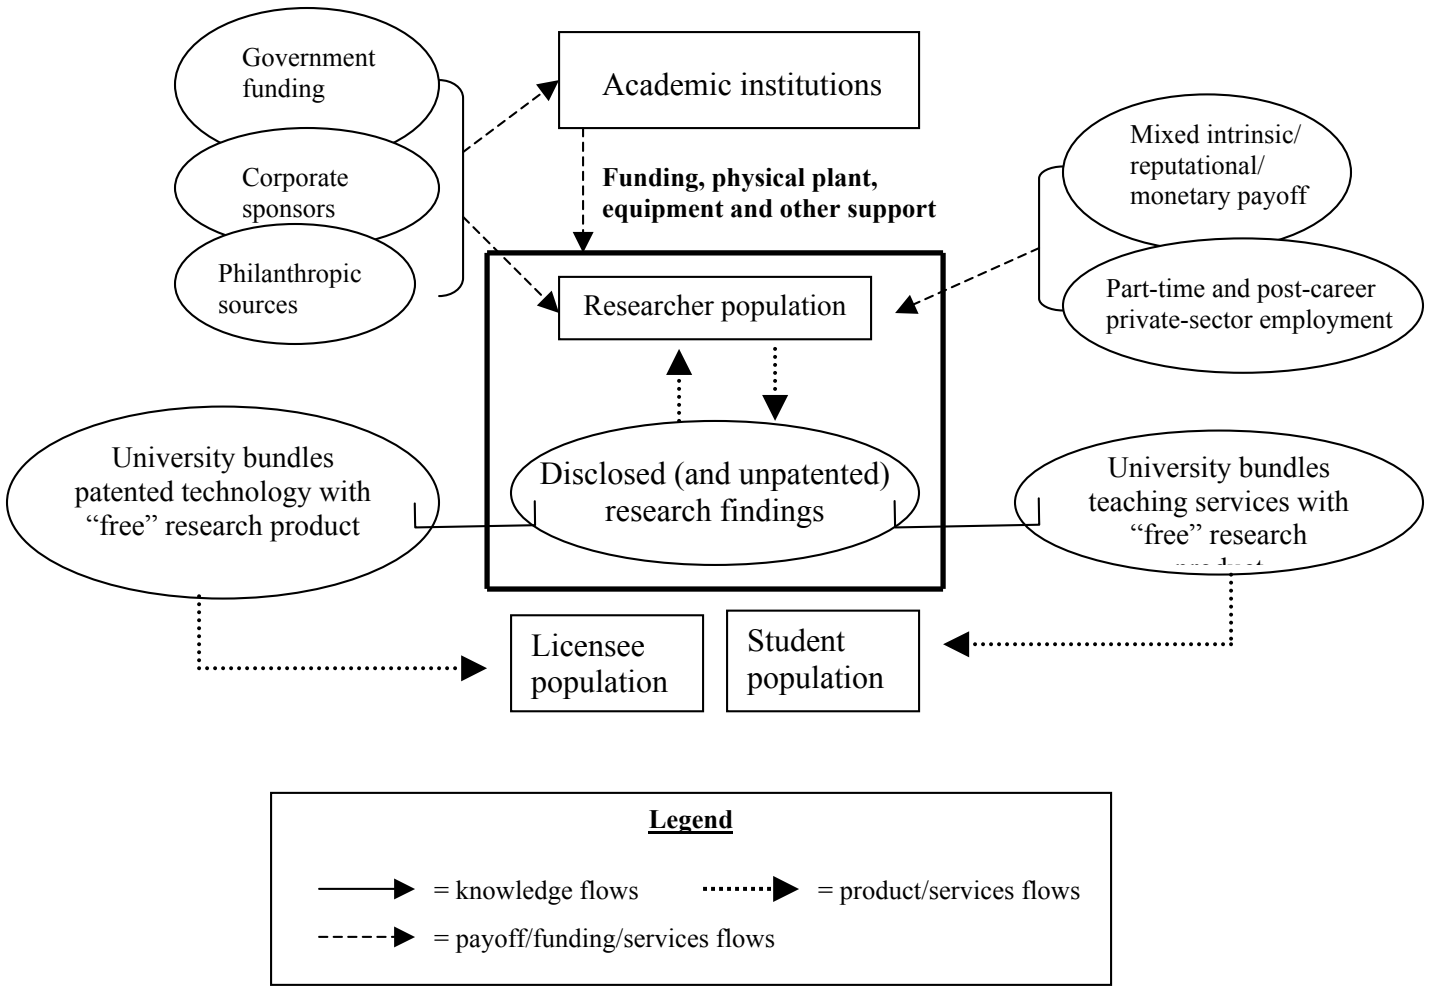 Government
funding
Academic institutions
Corporate
sponsors
Philanthropic
sources
Funding, physical plant,
equipment and other support
Mixed intrinsic/
reputational/
monetary payoff
Part-time and post-career
private-sector employment
Researcher population
University bundles
patented technology with
“free” research product
Disclosed (and unpatented)
research findings
University bundles
teaching services with
“free” research
Licensee
population
Student
population
Legend
= knowledge flows
= product/services flows
= payoff/funding/services flows